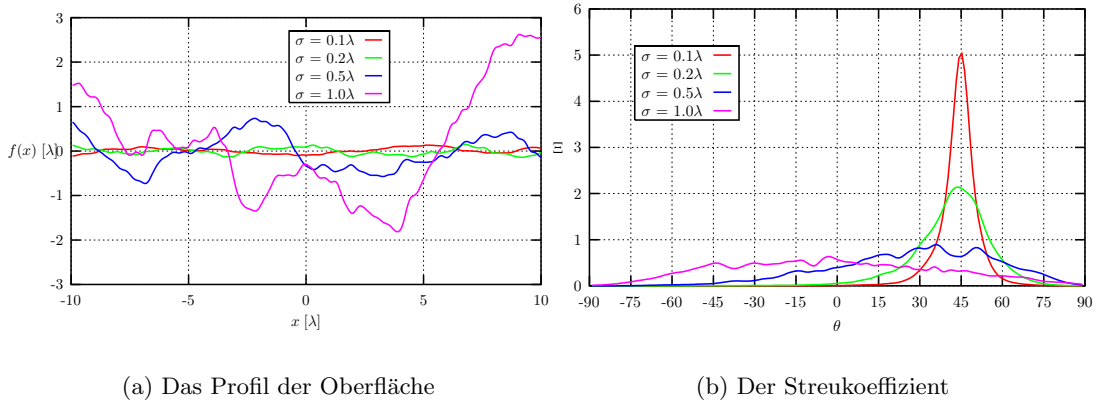 3
2
1
f(x) [λ] 0
-1
-2
-3
-10 -5 0 5 10
x [λ]
σ = 0.1λ
σ = 0.2λ
σ = 0.5λ
σ = 1.0λ
6
5
4
3
2
1
0
Ξ
-90 -75 -60 -45 -30 -15 0 15 30 45 60 75 90
θ
σ = 0.1λ
σ = 0.2λ
σ = 0.5λ
σ = 1.0λ
(a) Das Profil der Oberfläche
(b) Der Streukoeffizient